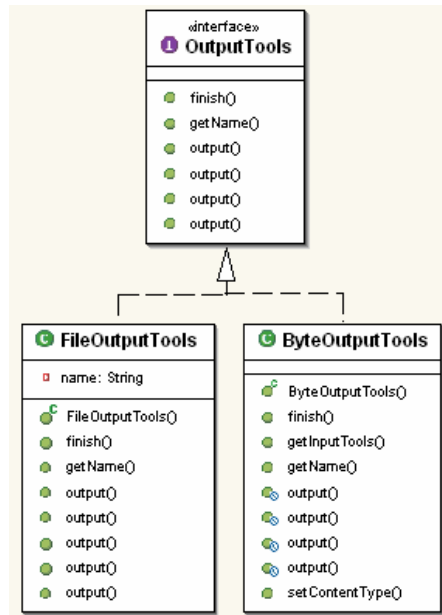 «interface»
I OutputTools
finish()
getName()
output()
output()
output()
output()
C FileOutputTools
name: String
C FileOutputTools()
finish()
getName()
output()
output()
output()
output()
output()
C ByteOutputTools
C ByteOutputTools()
finish()
getInputTools()
getName()
output()
output()
output()
output()
setContentType()